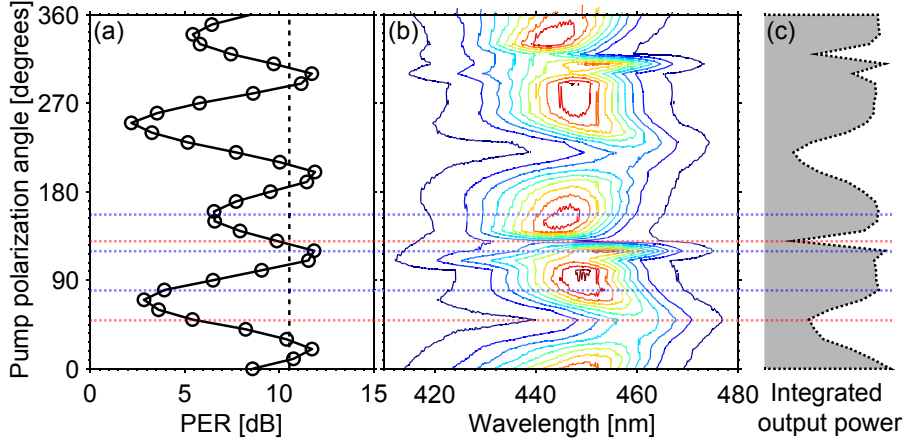 (a)
(b)
(c)
Pump polarization angle [degrees]
360
270
180
90
0
0 5 10 15
PER [dB]
420 440 460 480
Wavelength [nm]
Integrated
output power